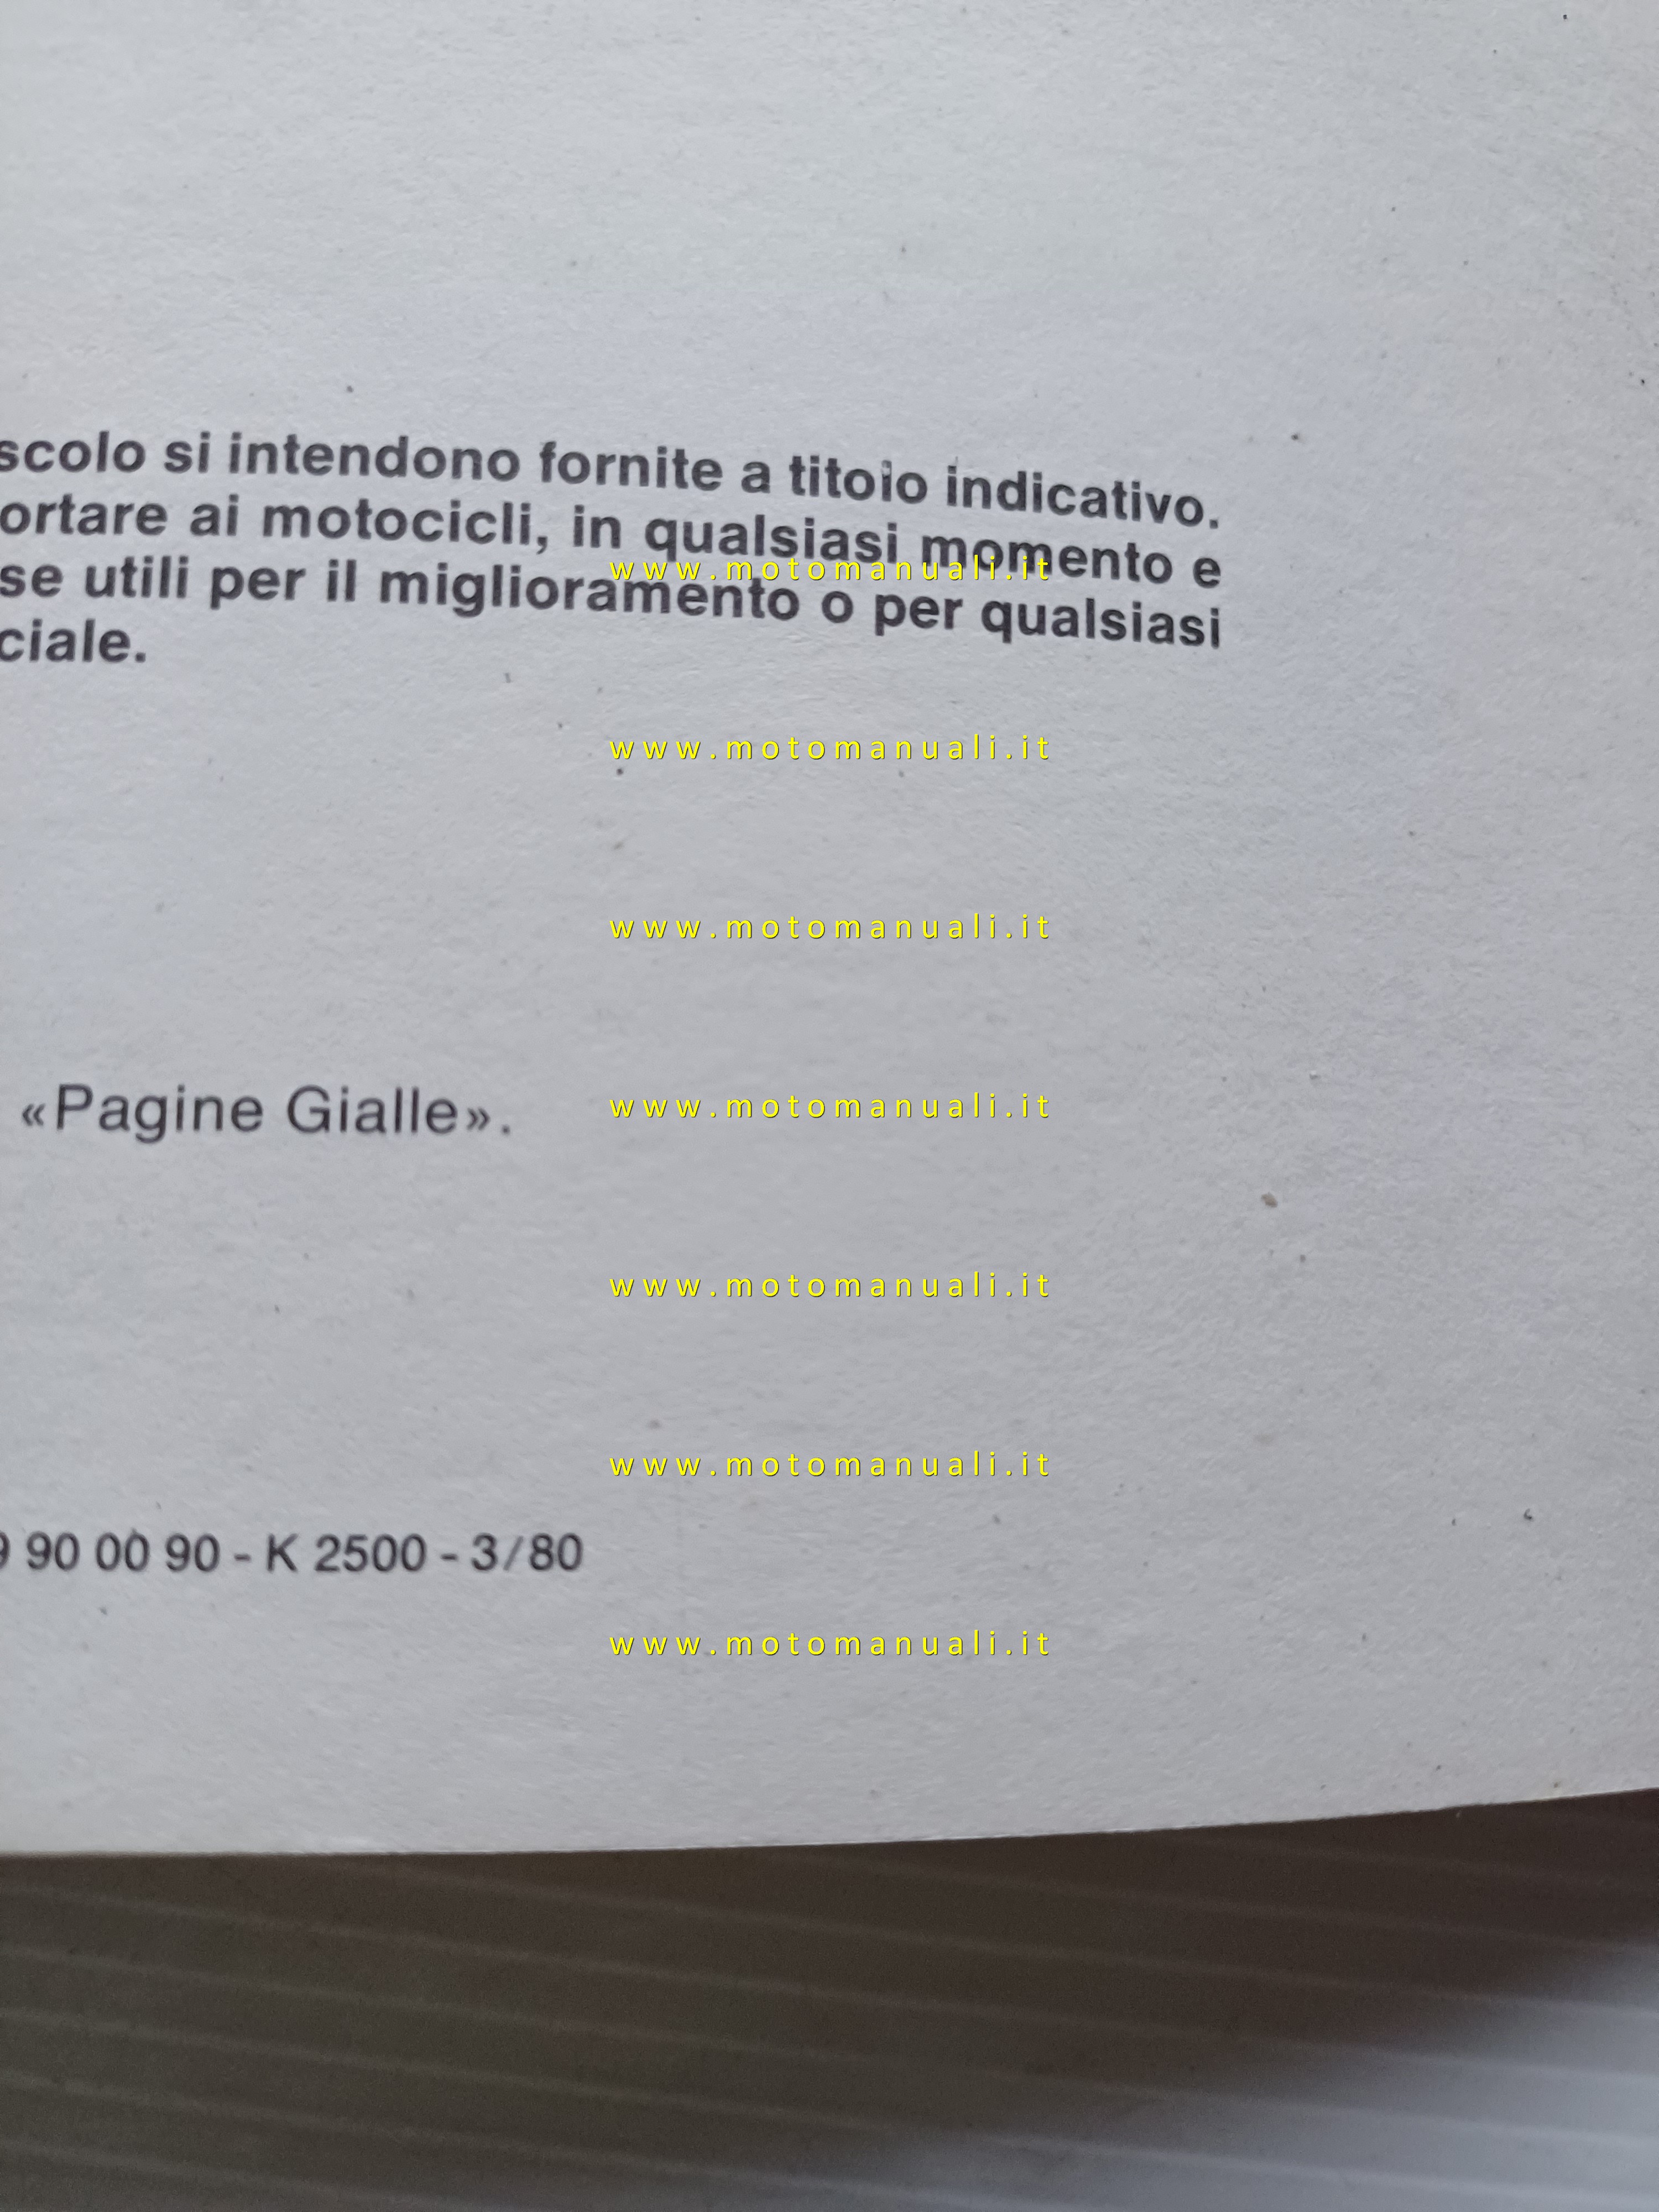 scolo si intendono fornite a titolo indicativo.
ortare ai motocicli, in qualsiasi momento e
www.motomanuali.it
se utili per il miglioramento o per qualsiasi
ciale.
www.motomanuali.it
www.motomanuali.it
«Pagine Gialle».
www.motomanuali.it
www.motomanuali.it
www.motomanuali.it
9 90 00 90 - K 2500 - 3/80
www.motomanuali.it